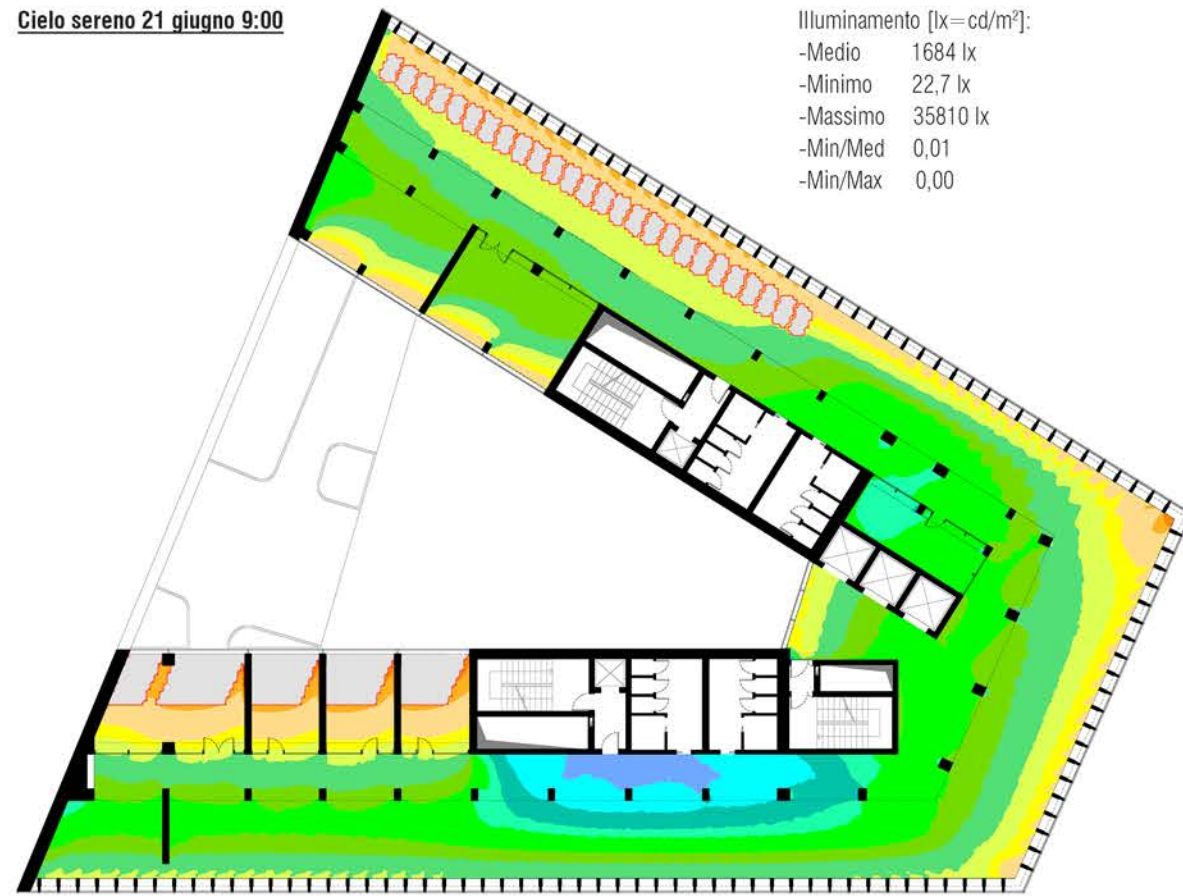 Cielo sereno 21 giugno 9:00
Illuminamento [lx=cd/m²]:
-Medio 1684 lx
-Minimo 22,7 lx
-Massimo 35810 lx
-Min/Med 0,01
-Min/Max 0,00